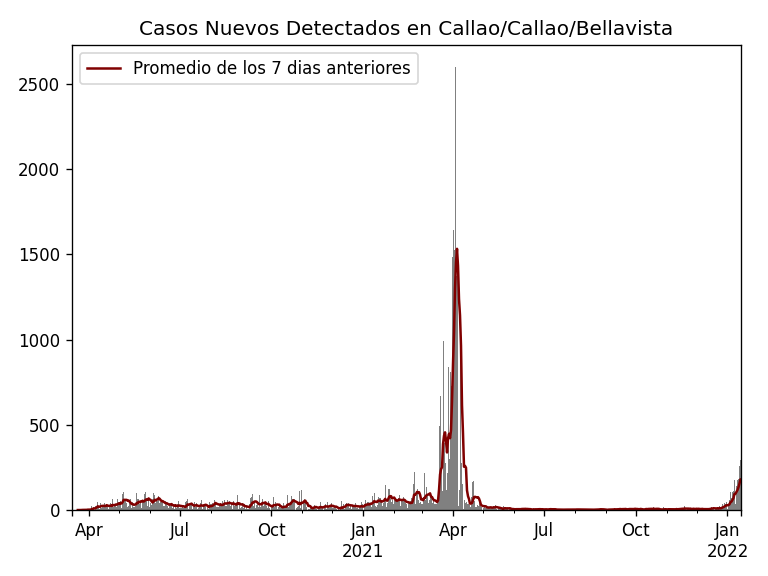 Casos Nuevos Detectados en Callao/Callao/Bellavista
Promedio de los 7 dias anteriores
2500
2000
1500
1000
500
0
Apr Jul Oct Jan Apr Jul Oct Jan
2021 2022